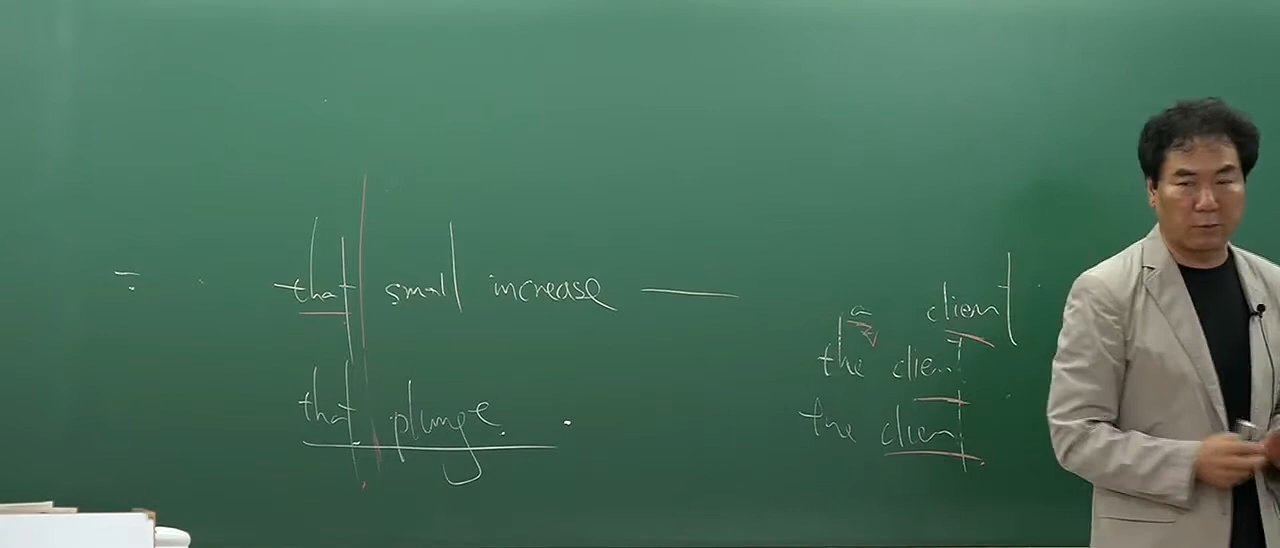 that small increase
that plunge.
a client
the client
the client